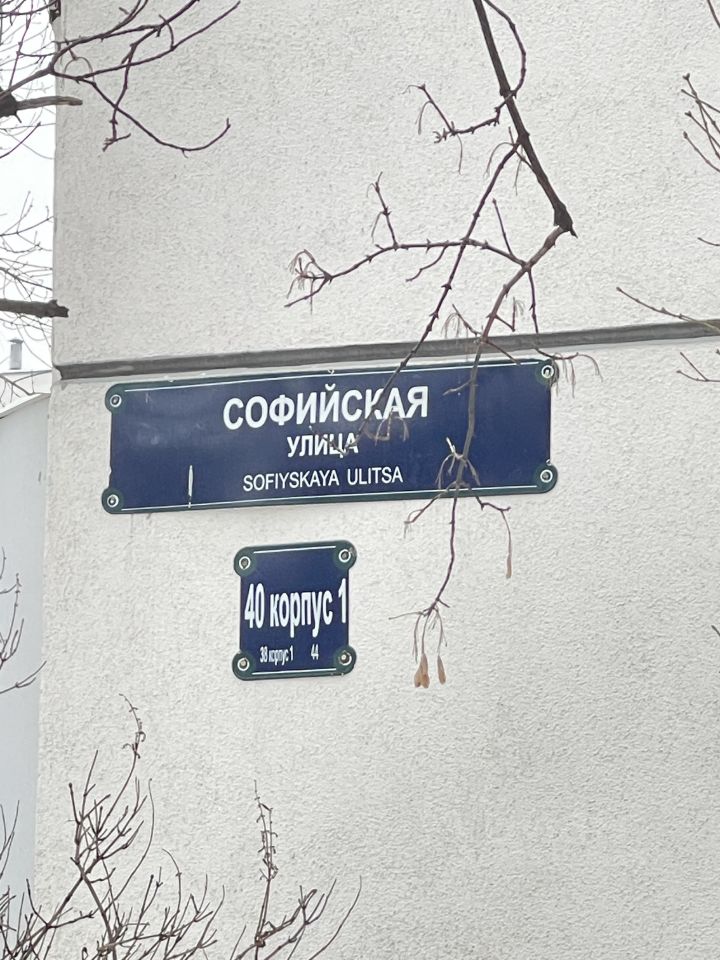 СОФИЙСКАЯ
УЛИЦА
SOFIYSKAYA ULITSA
40 корпус 1
38 корпус 1 44